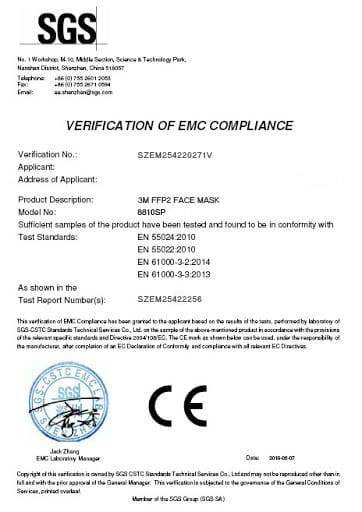 SGS
No. 1 Workshop, M-10, Middle Section, Science & Technology Park,
Nanshan District, Shenzhen, China 518057
Telephone: +86 (0) 755 2601 2053
Fax: +86 (0) 755 2671 0594
Email: ee.shenzhen@sgs.com
VERIFICATION OF EMC COMPLIANCE
Verification No.: SZEM254220271V
Applicant:
Address of Applicant:
Product Description: 3M FFP2 FACE MASK
Model No: 8810SP
Sufficient samples of the product have been tested and found to be in conformity with
Test Standards: EN 55024:2010
EN 55022:2010
EN 61000-3-2:2014
EN 61000-3-3:2013
As shown in the
Test Report Number(s): SZEM25422256
This verification of EMC Compliance has been granted to the applicant based on the results of the tests, performed by laboratory of
SGS-CSTC Standards Technical Services Co., Ltd. on the sample of the above-mentioned product in accordance with the provisions
of the relevant specific standards and Directive 2004/108/EC. The CE mark as shown below can be used, under the responsibility of
the manufacturer, after completion of an EC Declaration of Conformity and compliance with all relevant EC Directives.
SGS-CSTC EMC L
SGS
CE
Jack Zhang
EMC Laboratory Manager
Date: 2018-06-07
Copyright of this verification is owned by SGS-CSTC Standards Technical Services Co., Ltd and may not be reproduced other than in
full and with the prior approval of the General Manager. This verification is subjected to the governance of the General Conditions of
Services, printed overleaf.
Member of the SGS Group (SGS SA)